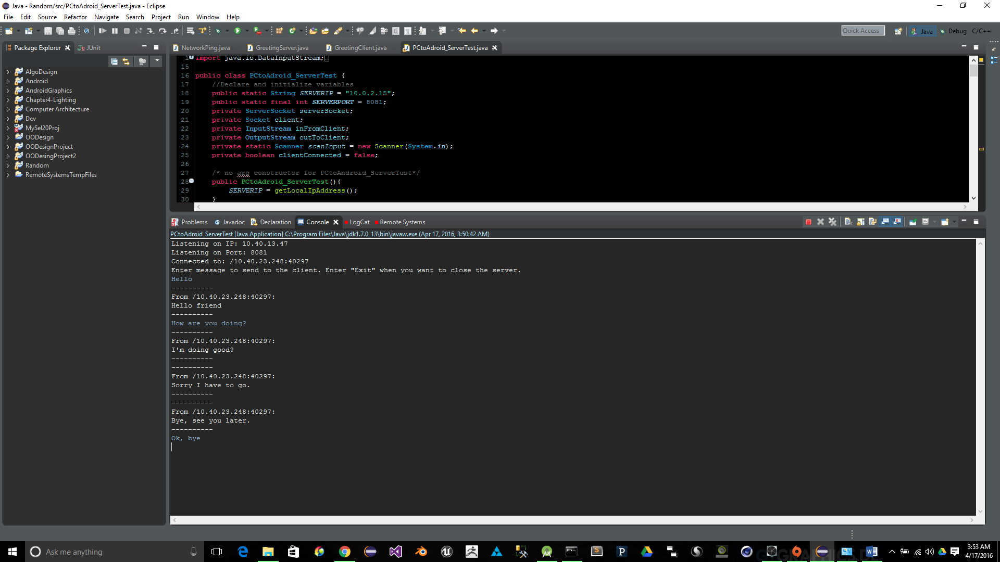 Java - Random/src/PCtoAdroid_ServerTest.java - Eclipse
File Edit Source Refactor Navigate Search Project Run Window Help
Quick Access Java Debug C/C++
Package Explorer JUnit
AlgoDesign
Android
AndroidGraphics
Chapter4-Lighting
Computer Architecture
Dev
MySel20Proj
OODesign
OODesignProject
OODesingProject2
Random
RemoteSystemsTempFiles
NetworkPing.java GreetingServer.java GreetingClient.java PCtoAdroid_ServerTest.java
1 import java.io.DataInputStream;
15
16 public class PCtoAdroid_ServerTest {
17 //Declare and initialize variables
18 public static String SERVERIP = "10.0.2.15";
19 public static final int SERVERPORT = 8081;
20 private ServerSocket serverSocket;
21 private Socket client;
22 private InputStream inFromClient;
23 private OutputStream outToClient;
24 private static Scanner scanInput = new Scanner(System.in);
25 private boolean clientConnected = false;
26
27 /* no-arg constructor for PCtoAndroid_ServerTest*/
28 public PCtoAdroid_ServerTest(){
29 SERVERIP = getLocalIpAddress();
30 }
Problems Javadoc Declaration Console LogCat Remote Systems
PCtoAdroid_ServerTest [Java Application] C:\Program Files\Java\jdk1.7.0_13\bin\javaw.exe (Apr 17, 2016, 3:50:42 AM)
Listening on IP: 10.40.13.47
Listening on Port: 8081
Connected to: /10.40.23.248:40297
Enter message to send to the client. Enter "Exit" when you want to close the server.
Hello
----------
From /10.40.23.248:40297:
Hello friend
----------
How are you doing?
----------
From /10.40.23.248:40297:
I'm doing good?
----------
----------
From /10.40.23.248:40297:
Sorry I have to go.
----------
----------
From /10.40.23.248:40297:
Bye, see you later.
----------
Ok, bye
Ask me anything
3:53 AM
4/17/2016